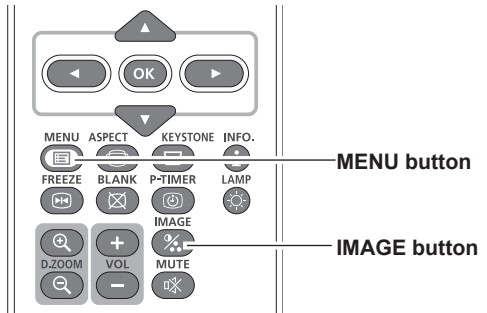 OK
MENU ASPECT KEYSTONE INFO.
MENU button
FREEZE BLANK P-TIMER LAMP
IMAGE
IMAGE button
D.ZOOM VOL MUTE